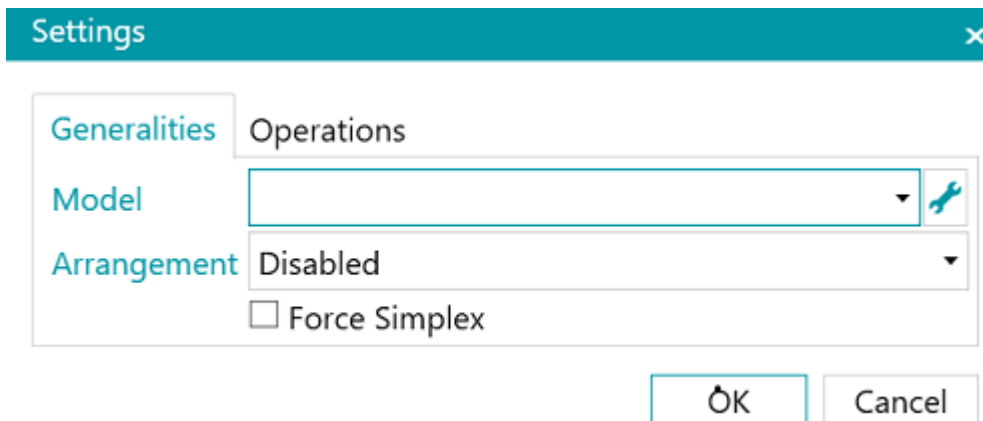 Settings
Generalities Operations
Model
Arrangement Disabled
Force Simplex
OK Cancel